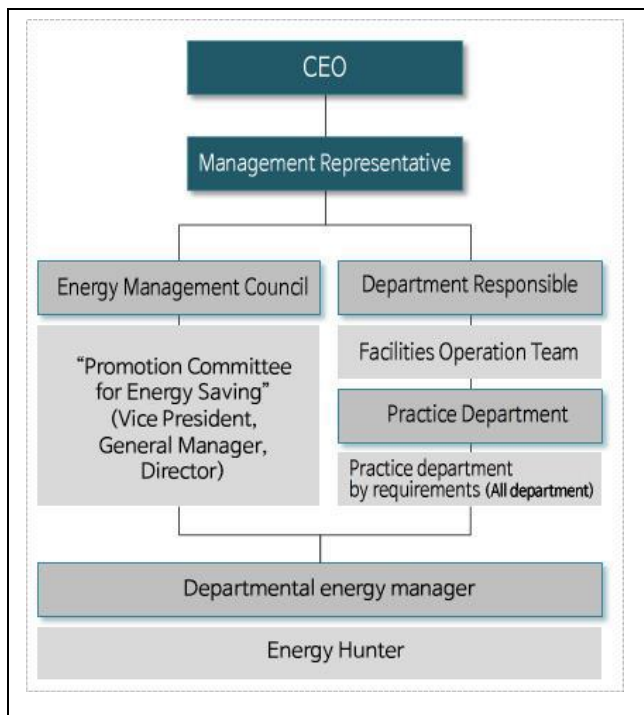 CEO
Management Representative
Energy Management Council
“Promotion Committee
for Energy Saving”
(Vice President,
General Manager,
Director)
Department Responsible
Facilities Operation Team
Practice Department
Practice department
by requirements (All department)
Departmental energy manager
Energy Hunter